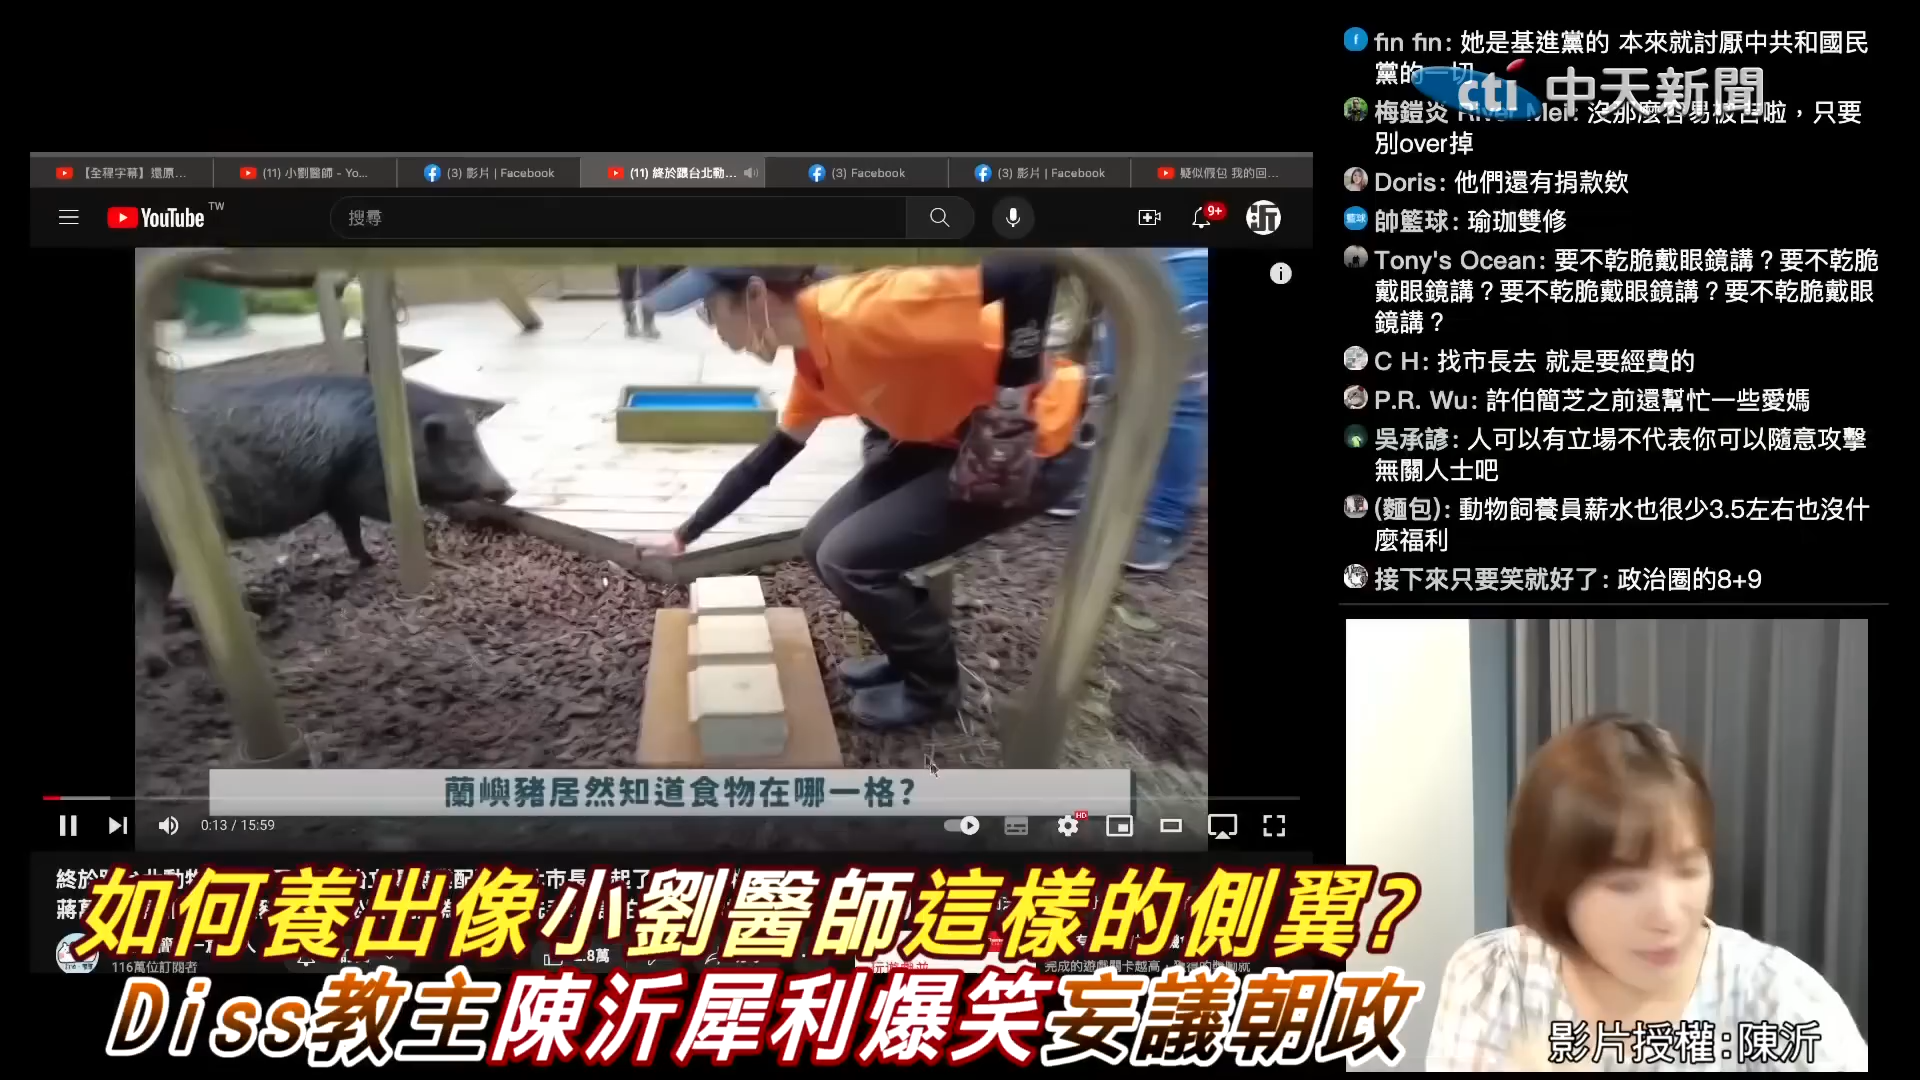 fin fin: 她是基進黨的 本來就討厭中共和國民
黨的一切
cti 中天新聞
梅鎧炎 River Mei: 沒那麼容易被告啦，只要
別over掉
Doris: 他們還有捐款欸
籃球
帥籃球: 瑜珈雙修
Tony's Ocean: 要不乾脆戴眼鏡講？要不乾脆
戴眼鏡講？要不乾脆戴眼鏡講？要不乾脆戴眼
鏡講？
C H: 找市長去 就是要經費的
P.R. Wu: 許伯簡芝之前還幫忙一些愛媽
吳承諺: 人可以有立場不代表你可以隨意攻擊
無關人士吧
(麵包): 動物飼養員薪水也很少3.5左右也沒什
麼福利
接下來只要笑就好了: 政治圈的8+9
【全程字幕】還原...
(11) 小劉醫師 - Yo...
(3) 影片 | Facebook
(11) 終於跟台北動...
(3) Facebook
(3) 影片 | Facebook
疑似假包 我的回...
YouTube TW
搜尋
9+
蘭嶼豬居然知道食物在哪一格?
0:13 / 15:59
HD
116萬位訂閱者
如何養出像小劉醫師這樣的側翼?
Diss教主陳沂犀利爆笑妄議朝政
影片授權:陳沂